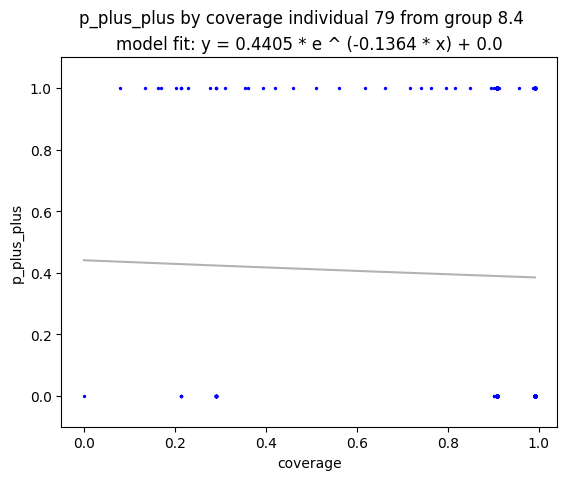 p_plus_plus by coverage individual 79 from group 8.4
model fit: y = 0.4405 * e ^ (-0.1364 * x) + 0.0
1.0
0.8
0.6
0.4
0.2
0.0
p_plus_plus
0.0 0.2 0.4 0.6 0.8 1.0
coverage